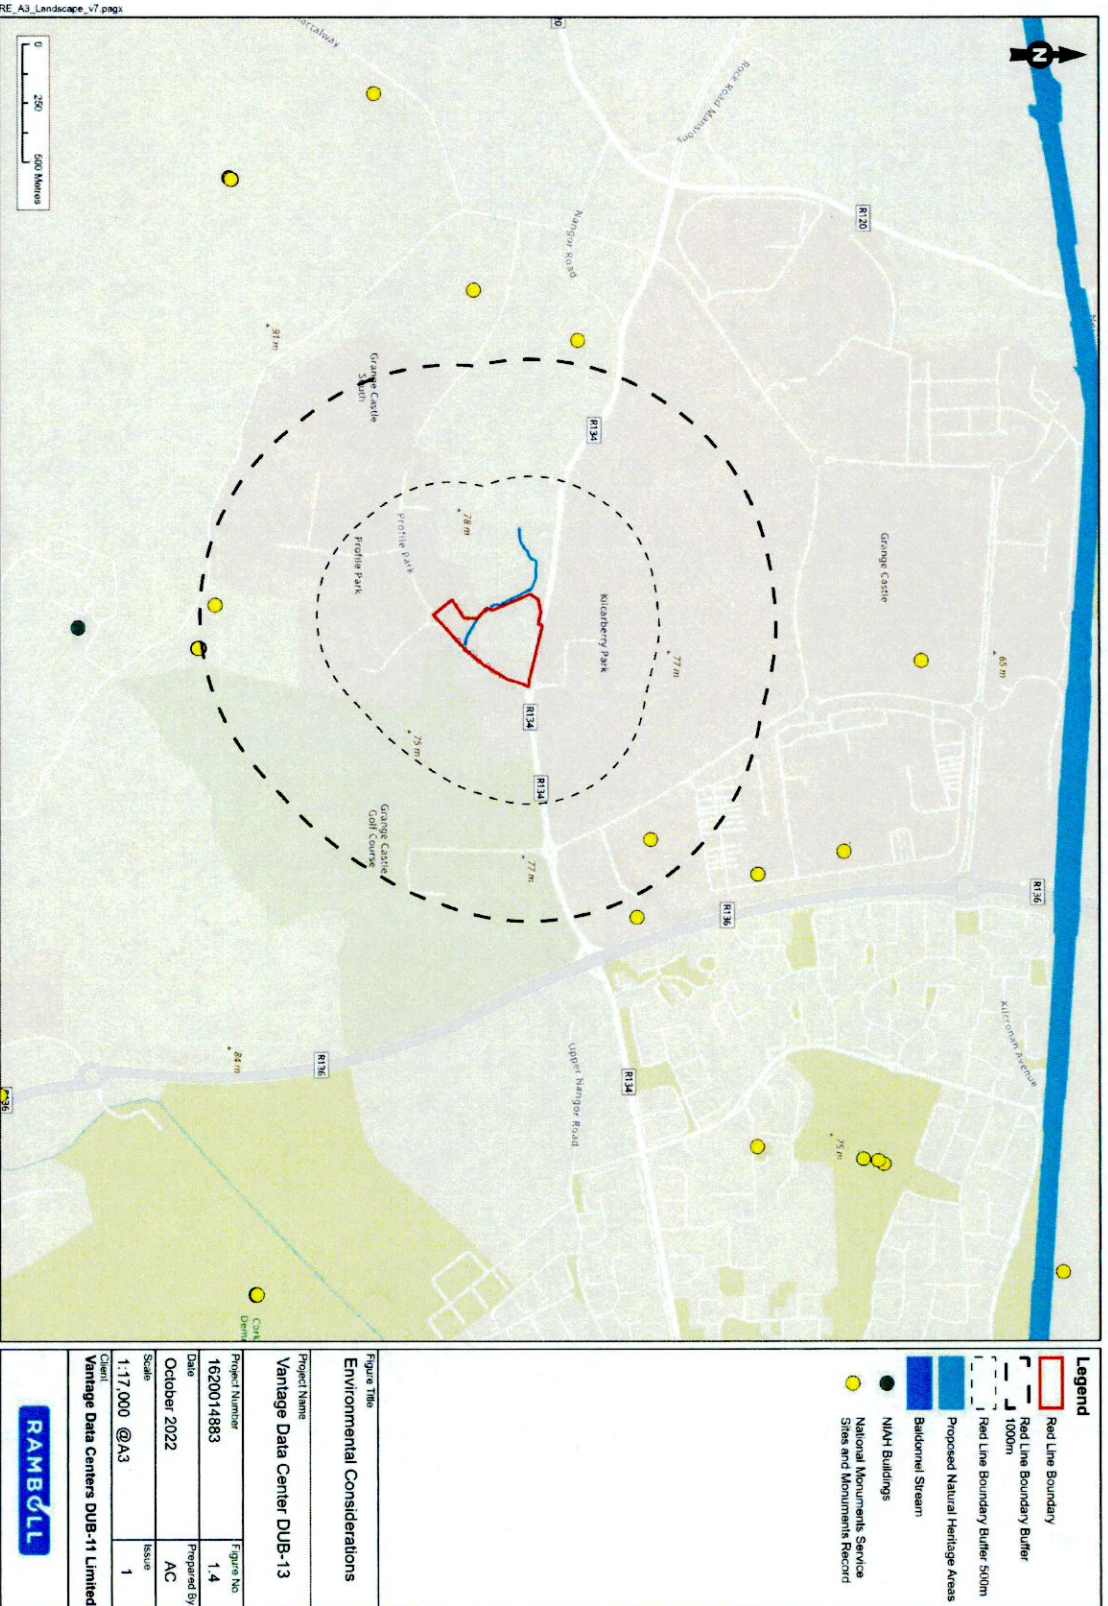 RE_A3_Landscape_v7.pagx
N
0 250 500 Metres
Rock Road Mansions
R120
Nangor Road
R134
91 m
Grange Castle
South
78 m
Profile Park
Profile Park
Kilcarberry Park
77 m
Grange Castle
65 m
R134
R134
75 m
Grange Castle
Golf Course
77 m
R136
R136
Kilcronan Avenue
Upper Nangor Road
R134
R136
84 m
75 m
Legend
Red Line Boundary
Red Line Boundary Buffer
1000m
Red Line Boundary Buffer 500m
Proposed Natural Heritage Areas
Baldonnel Stream
NIAH Buildings
National Monuments Service
Sites and Monuments Record
Figure Title
Environmental Considerations
Project Name
Vantage Data Center DUB-13
Project Number
1620014883
Figure No.
1.4
Date
October 2022
Prepared By
AC
Scale
1:17,000 @A3
Issue
1
Client
Vantage Data Centers DUB-11 Limited
RAMBOLL